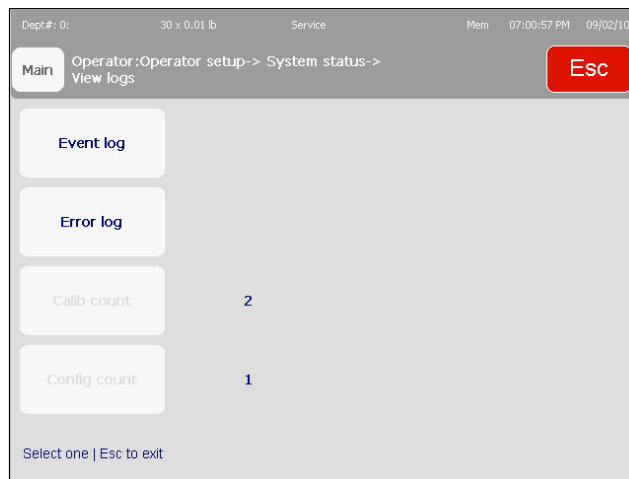 Dept#: 0: 30 x 0.01 lb Service Mem 07:00:57 PM 09/02/10
Main
Operator:Operator setup-> System status->
View logs
Esc
Event log
Error log
Calib count 2
Config count 1
Select one | Esc to exit